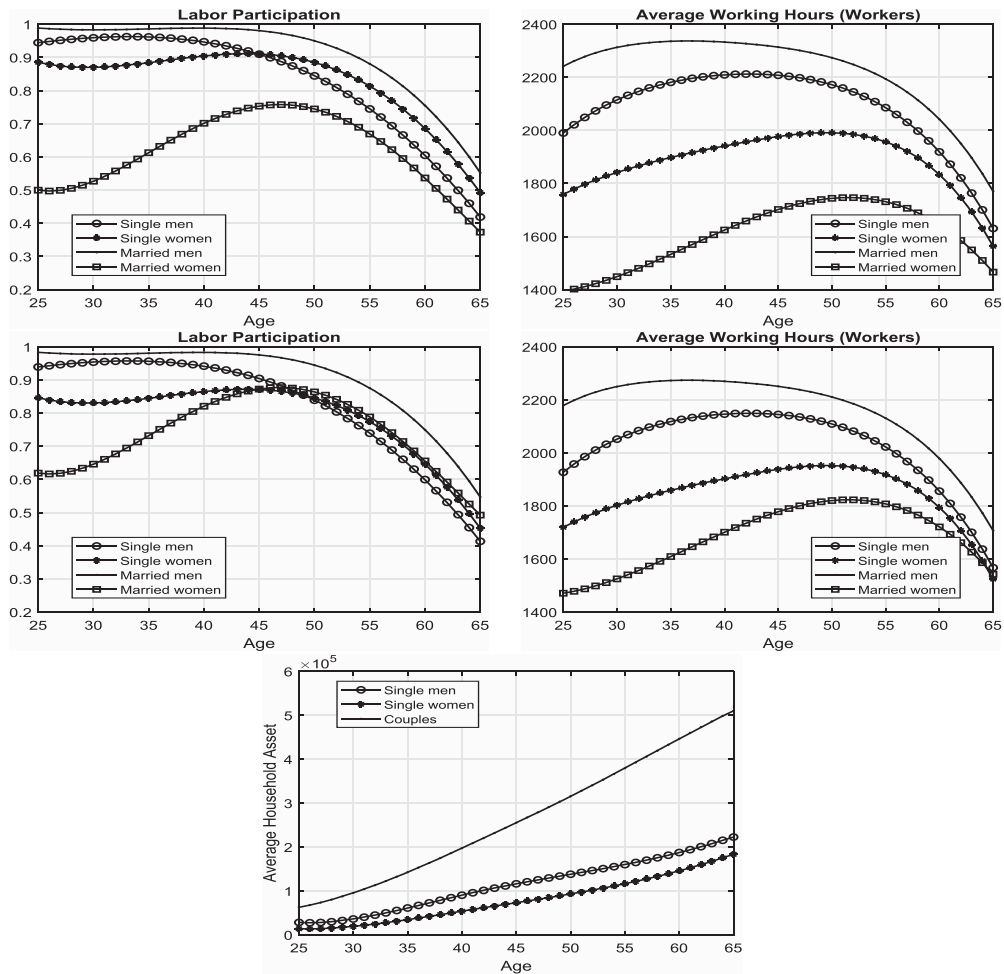 Labor Participation
1
0.9
0.8
0.7
0.6
0.5
0.4
0.3
0.2
Single men
Single women
Married men
Married women
25 30 35 40 45 50 55 60 65
Age
Average Working Hours (Workers)
2400
2200
2000
1800
1600
1400
Single men
Single women
Married men
Married women
25 30 35 40 45 50 55 60 65
Age
Labor Participation
1
0.9
0.8
0.7
0.6
0.5
0.4
0.3
0.2
Single men
Single women
Married men
Married women
25 30 35 40 45 50 55 60 65
Age
Average Working Hours (Workers)
2400
2200
2000
1800
1600
1400
Single men
Single women
Married men
Married women
25 30 35 40 45 50 55 60 65
Age
×10⁵
Average Household Asset
6
5
4
3
2
1
0
Single men
Single women
Couples
25 30 35 40 45 50 55 60 65
Age